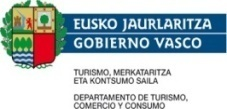 EUSKO JAURLARITZA
GOBIERNO VASCO
TURISMO, MERKATARITZA
ETA KONTSUMO SAILA
DEPARTAMENTO DE TURISMO,
COMERCIO Y CONSUMO